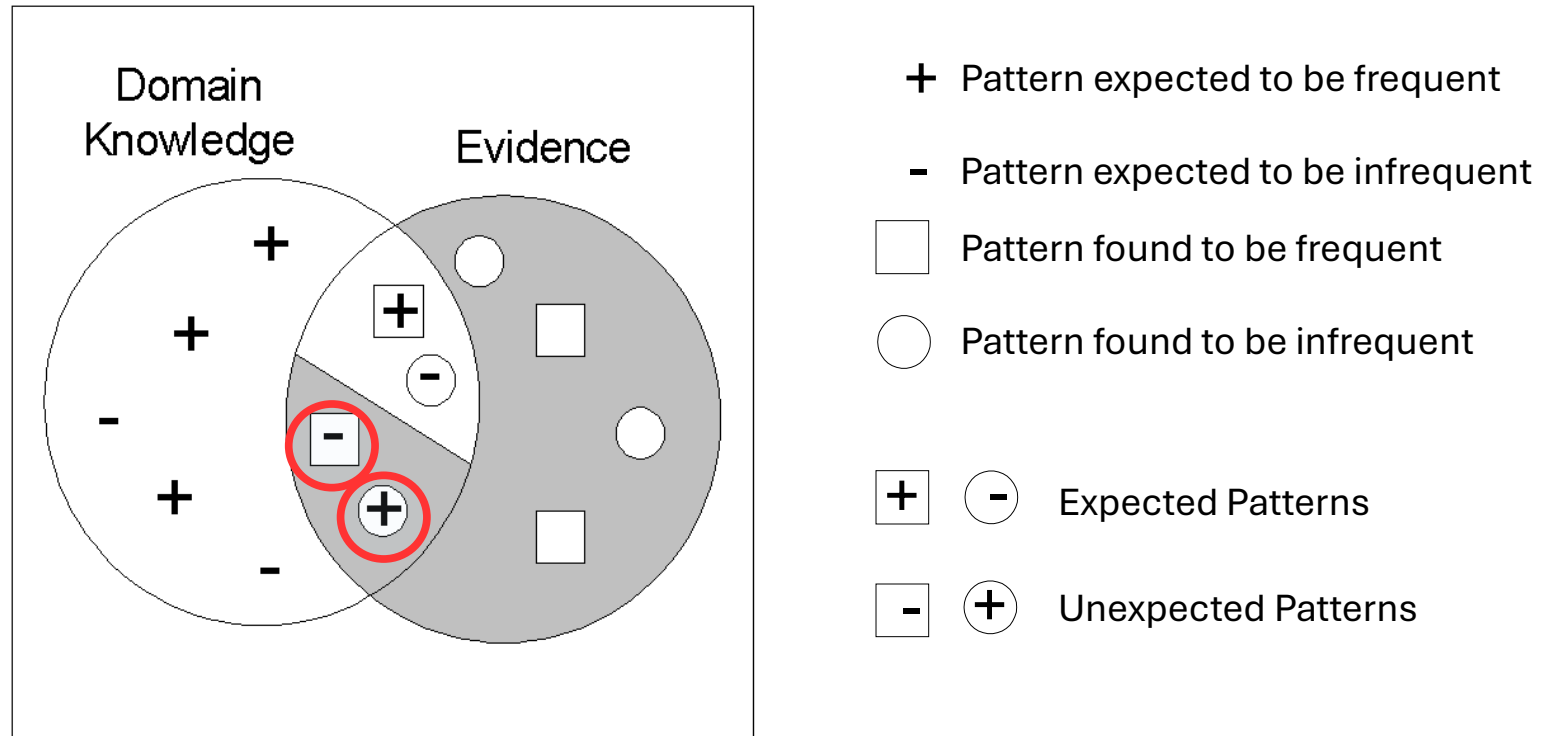 Domain
Knowledge
Evidence
+ Pattern expected to be frequent
- Pattern expected to be infrequent
Pattern found to be frequent
Pattern found to be infrequent
+ - Expected Patterns
- + Unexpected Patterns
+
+
+
-
-
-
+
-
+